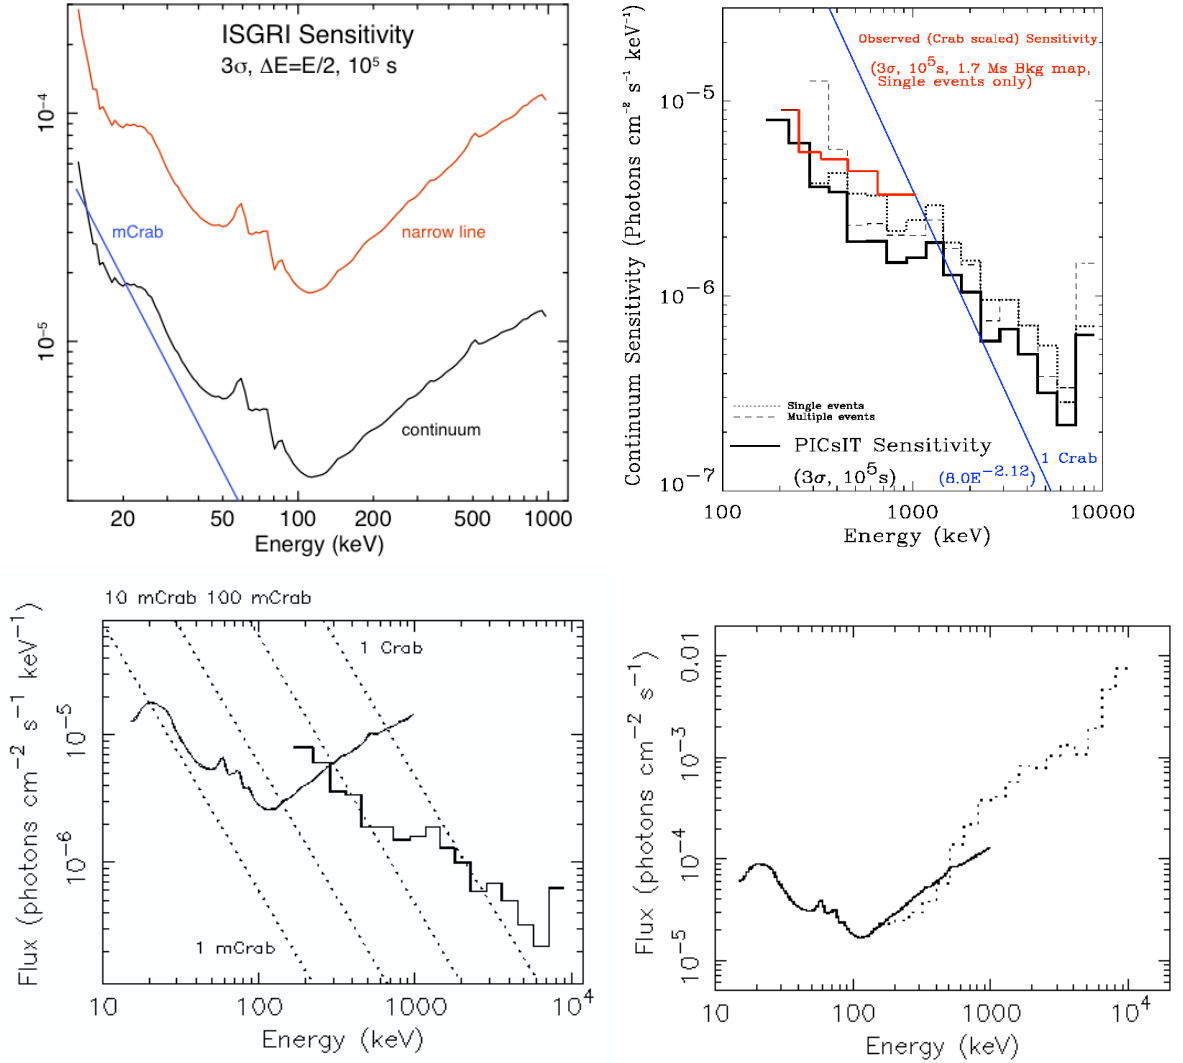 ISGRI Sensitivity
3σ, ΔE=E/2, 10⁵ s
10⁻⁴
10⁻⁵
mCrab
narrow line
continuum
20
50
100
200
500
1000
Energy (keV)
Continuum Sensitivity (Photons cm⁻² s⁻¹ keV⁻¹)
Observed (Crab scaled) Sensitivity
(3σ, 10⁵s, 1.7 Ms Bkg map,
Single events only)
10⁻⁵
10⁻⁶
10⁻⁷
Single events
Multiple events
PICsIT Sensitivity
(3σ, 10⁵s)
1 Crab
(8.0E⁻²·¹²)
100
1000
10000
Energy (keV)
10 mCrab 100 mCrab
1 Crab
1 mCrab
Flux (photons cm⁻² s⁻¹ keV⁻¹)
10⁻⁵
10⁻⁶
10
100
1000
10⁴
Energy (keV)
Flux (photons cm⁻² s⁻¹)
0.01
10⁻³
10⁻⁴
10⁻⁵
10
100
1000
10⁴
Energy (keV)